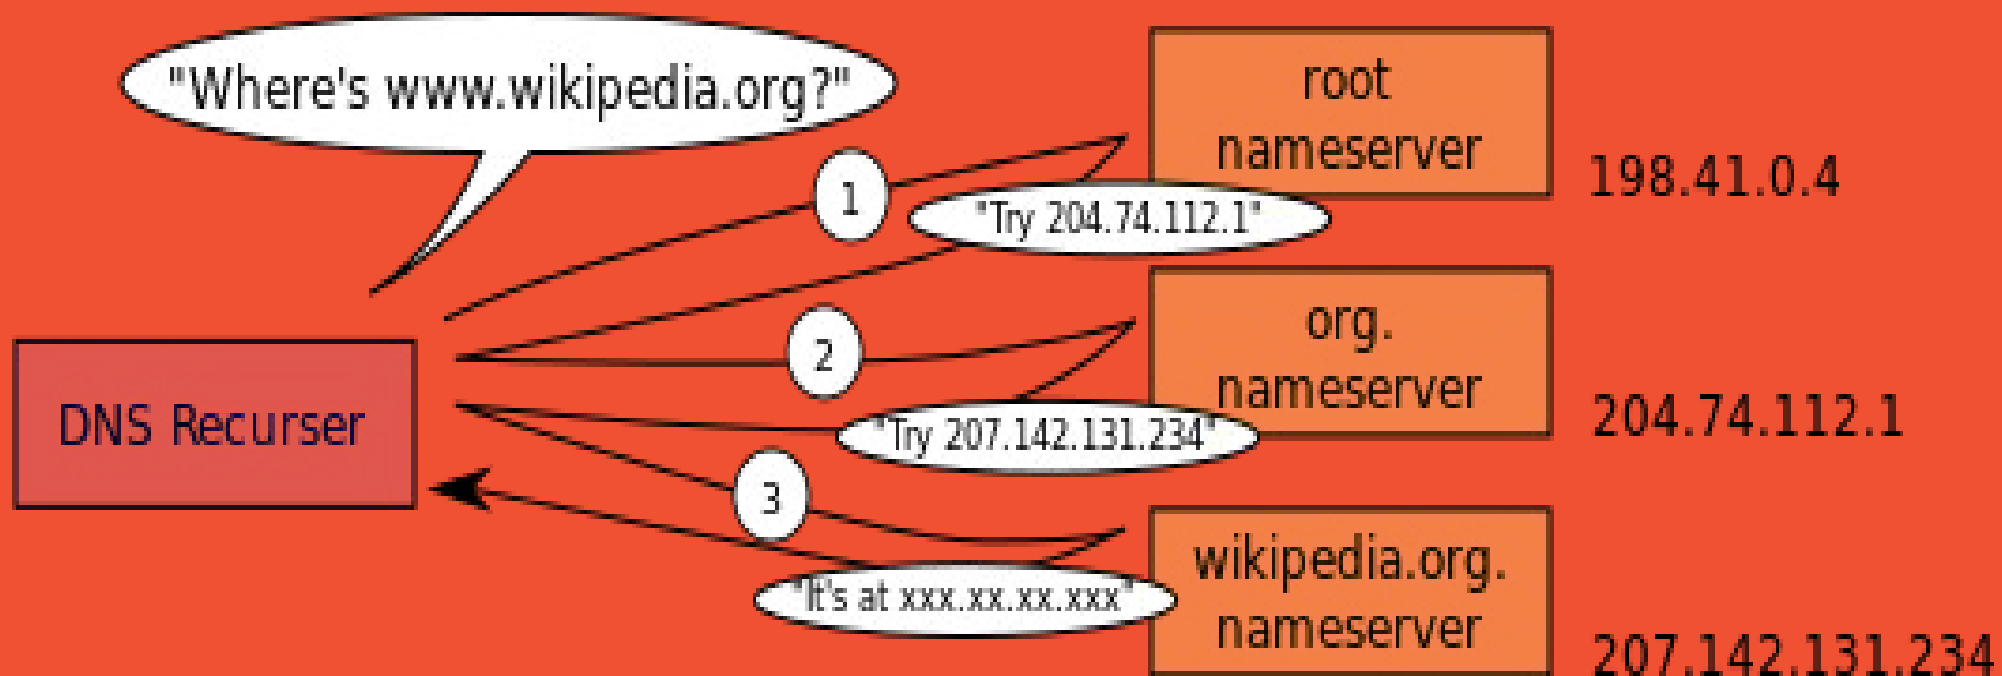 "Where's www.wikipedia.org?"
root
nameserver
198.41.0.4
1
"Try 204.74.112.1"
org.
nameserver
204.74.112.1
2
"Try 207.142.131.234"
DNS Recurser
3
wikipedia.org.
nameserver
207.142.131.234
"It's at xxx.xx.xx.xxx"